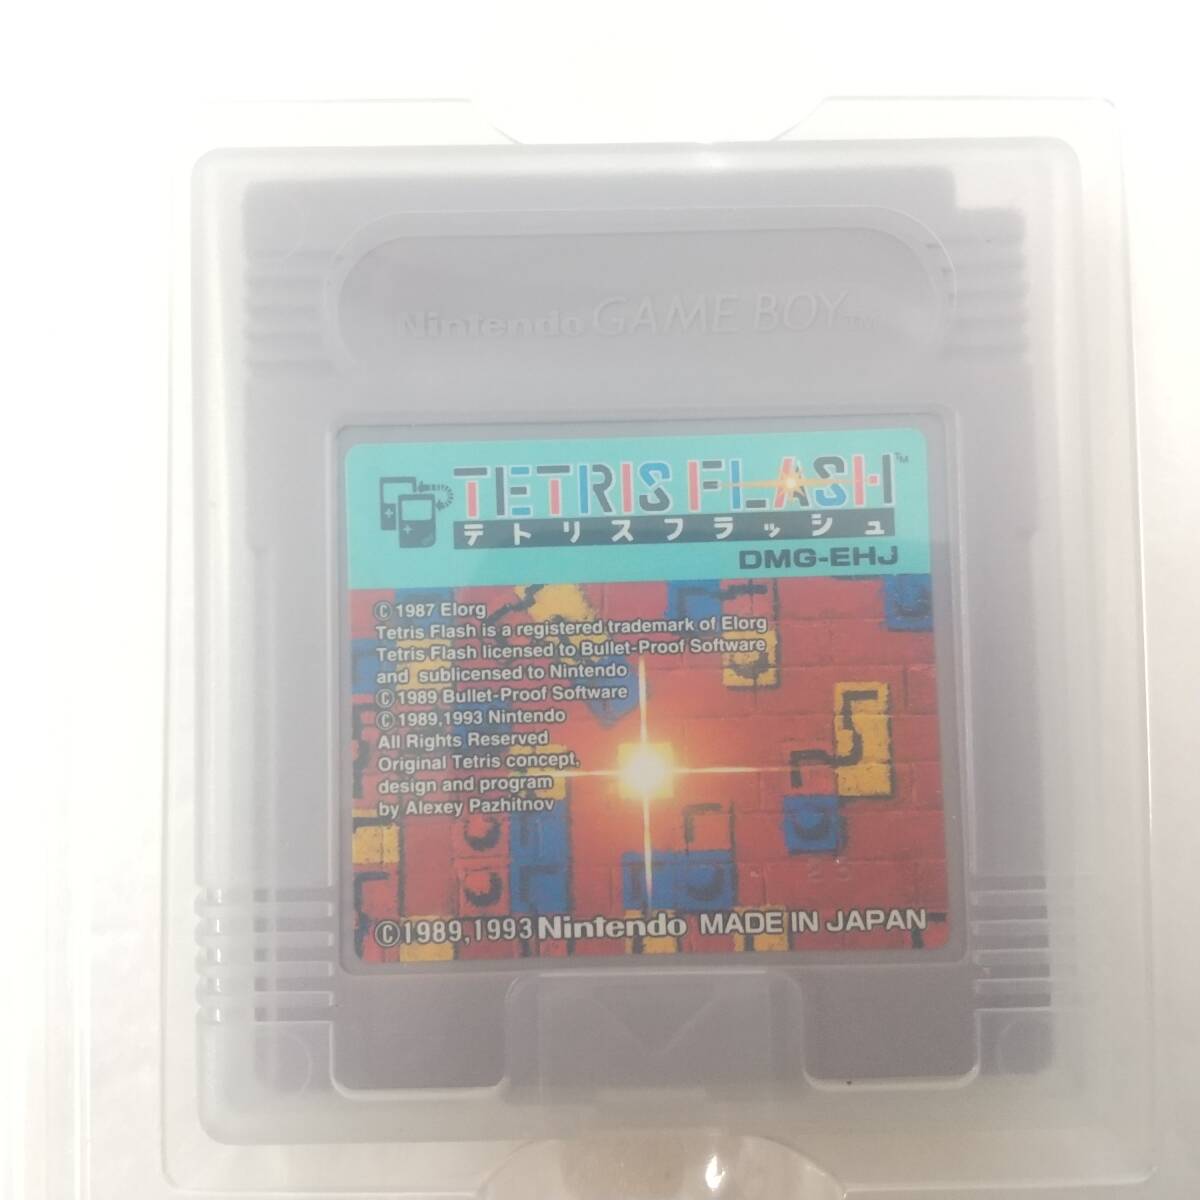 Nintendo GAME BOY TM
TETRIS FLASH TM
テトリスフラッシュ
DMG-EHJ
© 1987 Elorg
Tetris Flash is a registered trademark of Elorg
Tetris Flash licensed to Bullet-Proof Software
and sublicensed to Nintendo
© 1989 Bullet-Proof Software
© 1989,1993 Nintendo
All Rights Reserved
Original Tetris concept,
design and program
by Alexey Pazhitnov
©1989,1993 Nintendo MADE IN JAPAN